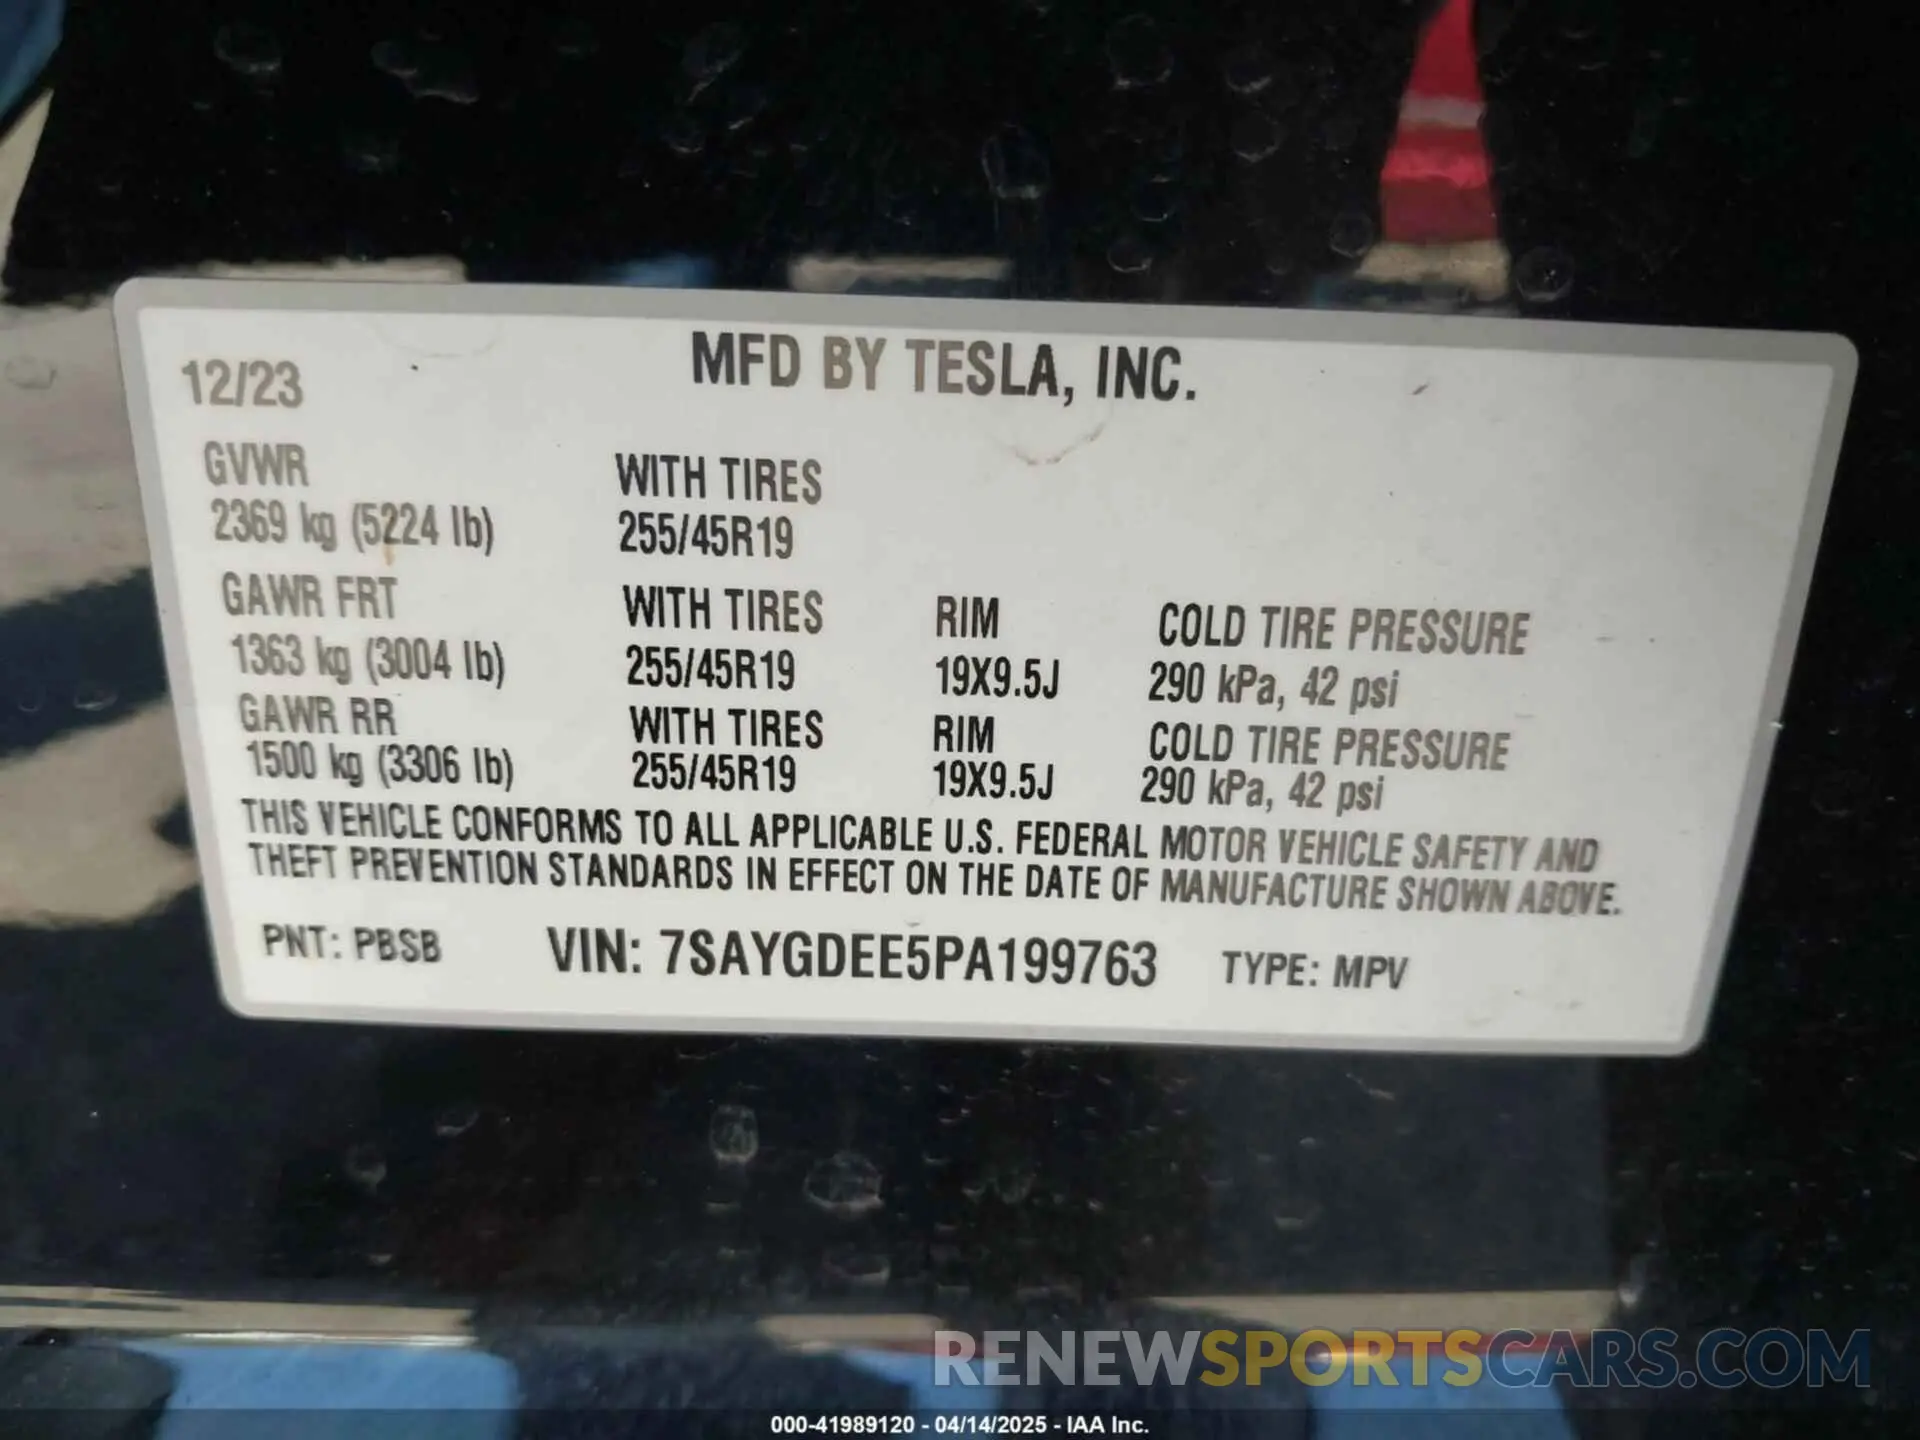 12/23 MFD BY TESLA, INC.
GVWR WITH TIRES
2369 kg (5224 lb) 255/45R19
GAWR FRT WITH TIRES RIM COLD TIRE PRESSURE
1363 kg (3004 lb) 255/45R19 19X9.5J 290 kPa, 42 psi
GAWR RR WITH TIRES RIM COLD TIRE PRESSURE
1500 kg (3306 lb) 255/45R19 19X9.5J 290 kPa, 42 psi
THIS VEHICLE CONFORMS TO ALL APPLICABLE U.S. FEDERAL MOTOR VEHICLE SAFETY AND
THEFT PREVENTION STANDARDS IN EFFECT ON THE DATE OF MANUFACTURE SHOWN ABOVE.
PNT: PBSB VIN: 7SAYGDEE5PA199763 TYPE: MPV
RENEWSPORTSCARS.COM
000-41989120 - 04/14/2025 - IAA Inc.